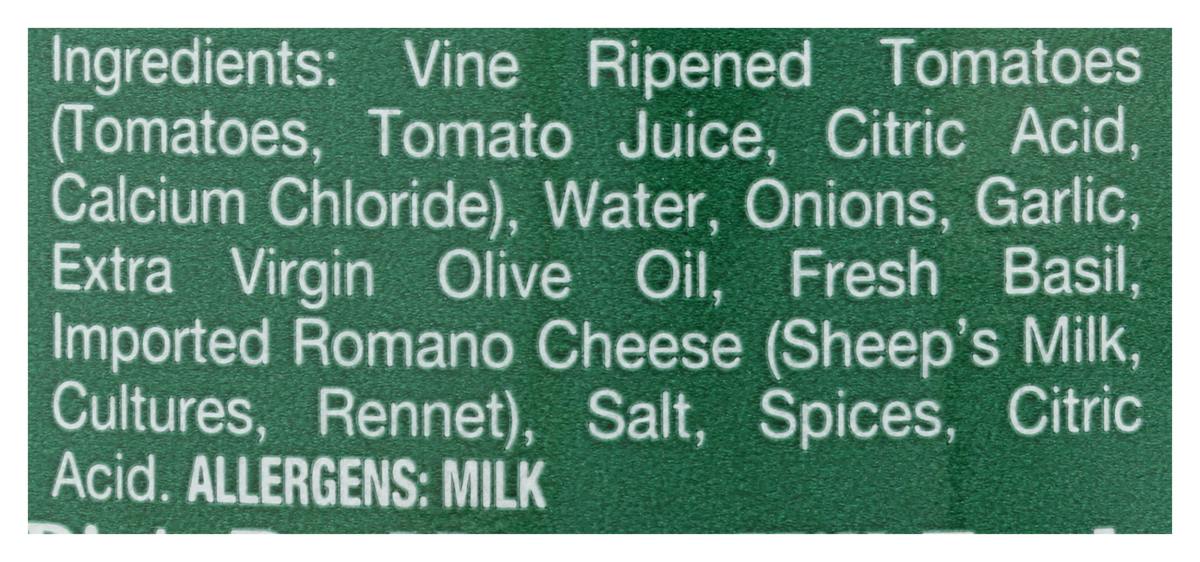 Ingredients: Vine Ripened Tomatoes
(Tomatoes, Tomato Juice, Citric Acid,
Calcium Chloride), Water, Onions, Garlic,
Extra Virgin Olive Oil, Fresh Basil,
Imported Romano Cheese (Sheep's Milk,
Cultures, Rennet), Salt, Spices, Citric
Acid. ALLERGENS: MILK